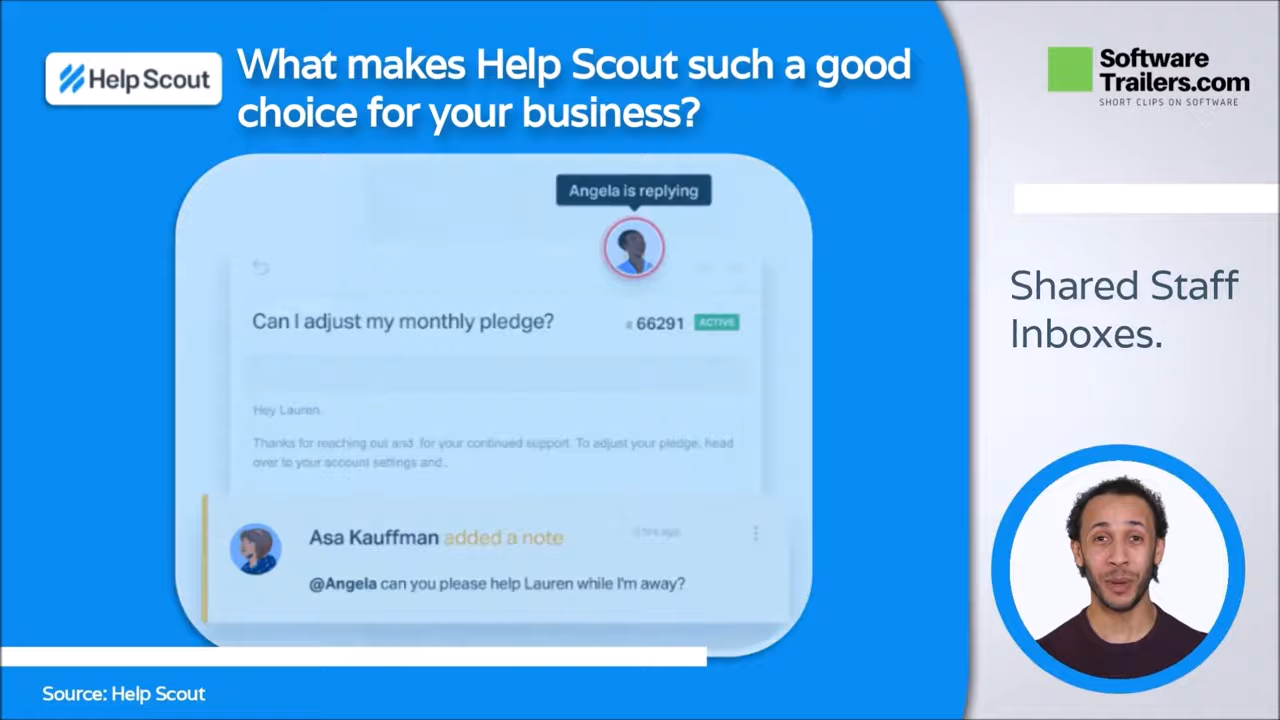 Help Scout
What makes Help Scout such a good
choice for your business?
Software
Trailers.com
SHORT CLIPS ON SOFTWARE
Angela is replying
Can I adjust my monthly pledge?
66291 ACTIVE
Hey Lauren,
Thanks for reaching out and for your continued support. To adjust your pledge, head
over to your account settings and..
Asa Kauffman added a note
hrs ago
@Angela can you please help Lauren while I'm away?
Shared Staff
Inboxes.
Source: Help Scout